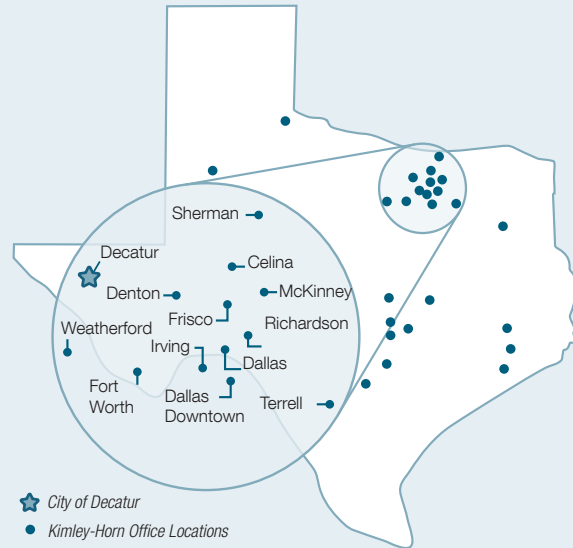 Sherman
Decatur
Celina
Denton
McKinney
Frisco
Richardson
Weatherford
Irving
Dallas
Fort
Worth
Dallas
Downtown
Terrell
City of Decatur
Kimley-Horn Office Locations